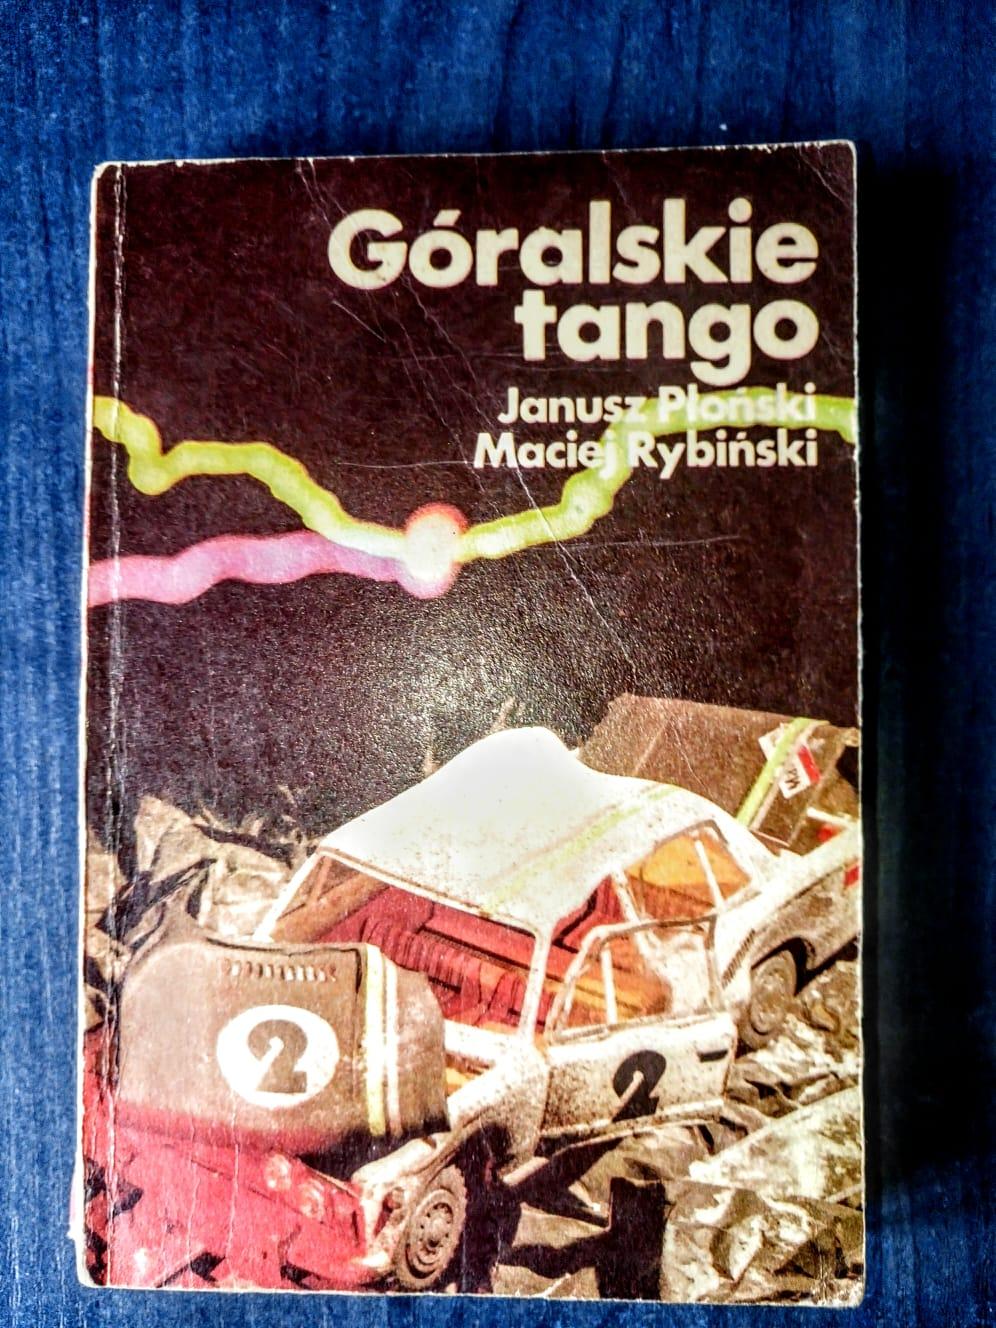 Góralskie
tango
Janusz Płoński
Maciej Rybiński
2
2